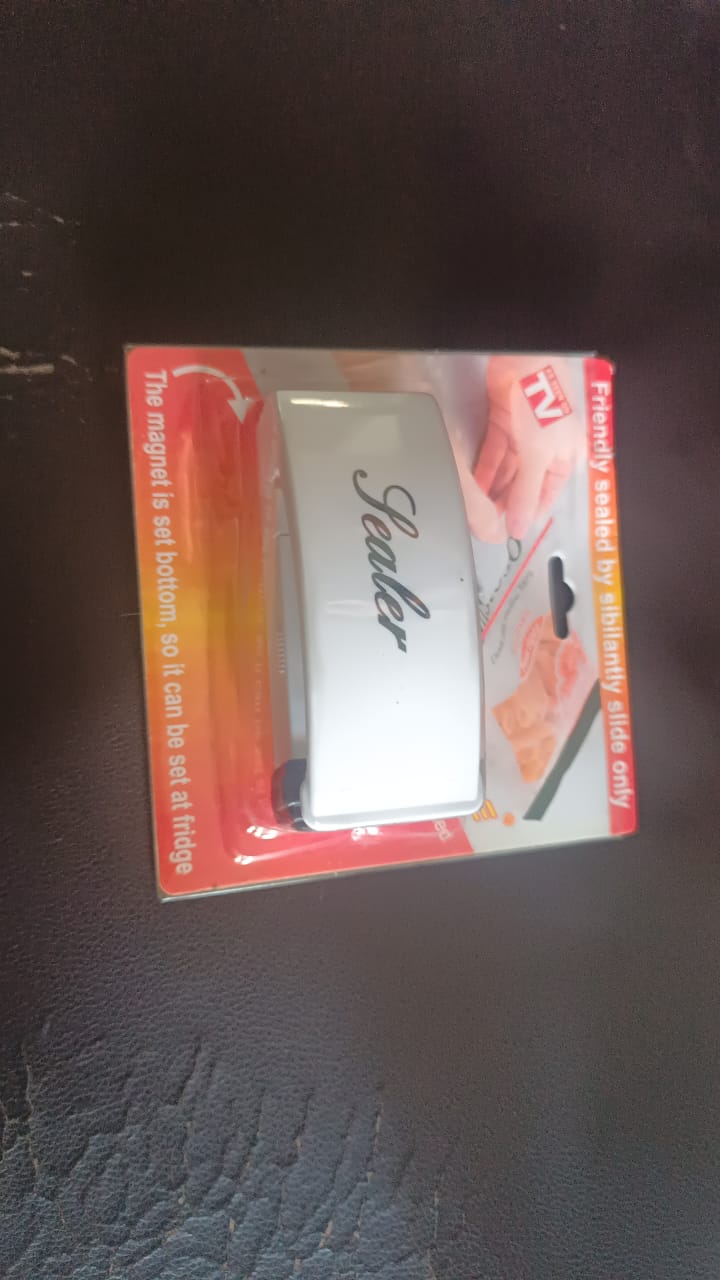 Friendly sealed by sibilantly slide only
TV
Sealer
The magnet is set bottom, so it can be set at fridge